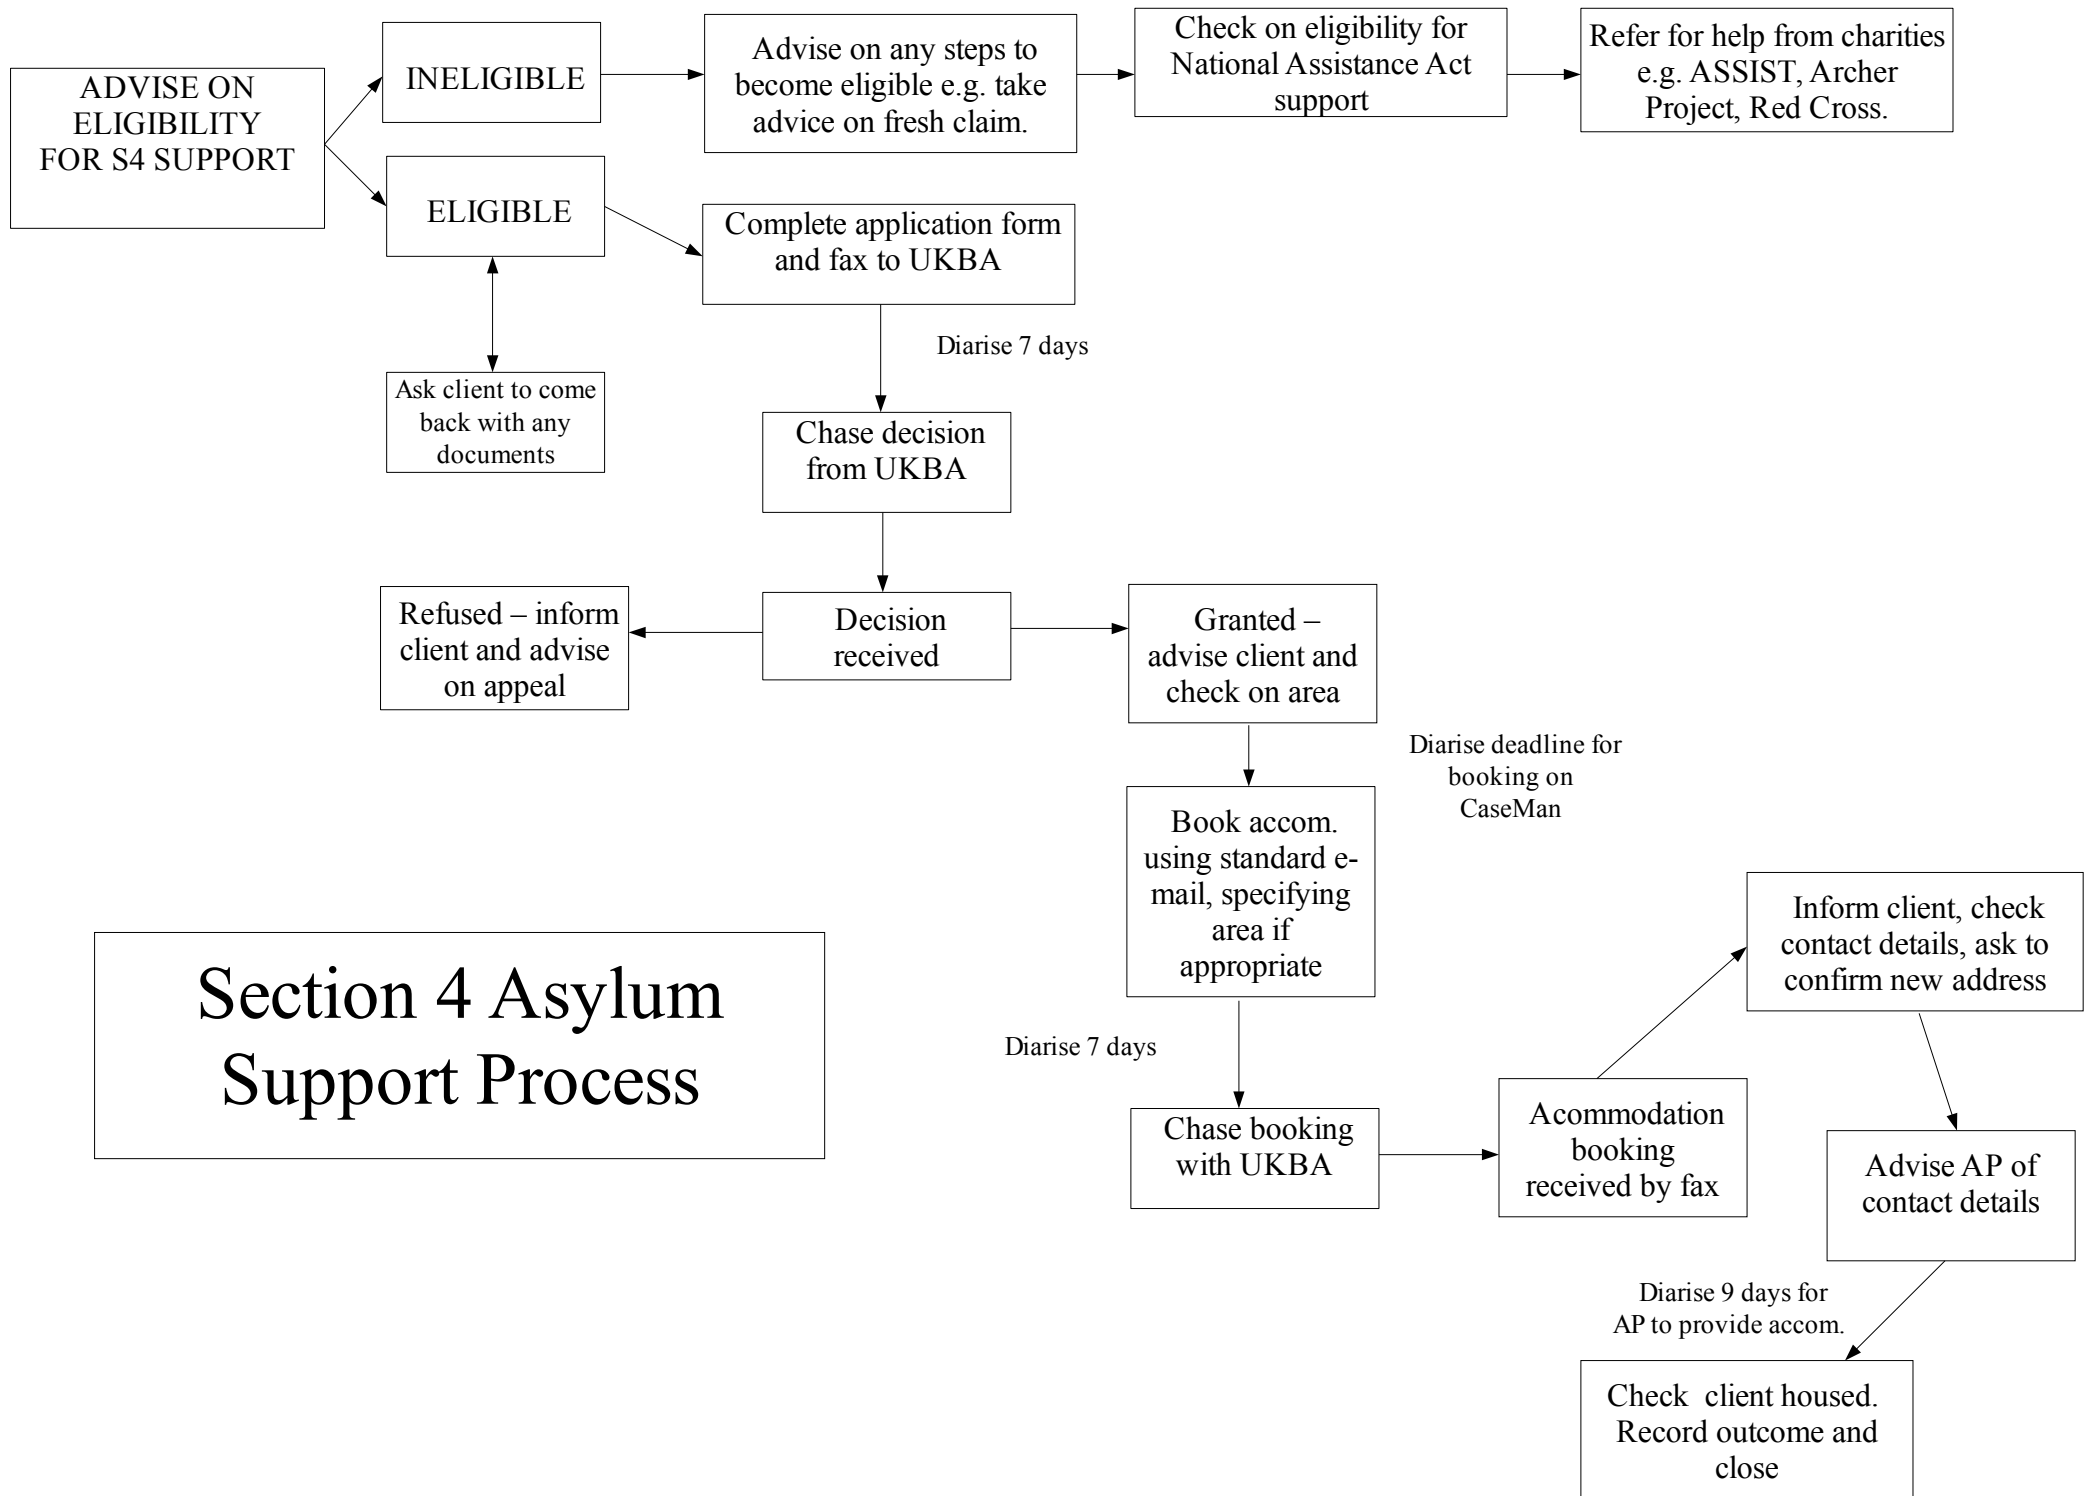 ADVISE ON
ELIGIBILITY
FOR S4 SUPPORT
INELIGIBLE
Advise on any steps to
become eligible e.g. take
advice on fresh claim.
Check on eligibility for
National Assistance Act
support
Refer for help from charities
e.g. ASSIST, Archer
Project, Red Cross.
ELIGIBLE
Complete application form
and fax to UKBA
Diarise 7 days
Ask client to come
back with any
documents
Chase decision
from UKBA
Refused – inform
client and advise
on appeal
Decision
received
Granted –
advise client and
check on area
Diarise deadline for
booking on
CaseMan
Book accom.
using standard e-
mail, specifying
area if
appropriate
Section 4 Asylum
Support Process
Diarise 7 days
Chase booking
with UKBA
Acommodation
booking
received by fax
Inform client, check
contact details, ask to
confirm new address
Advise AP of
contact details
Diarise 9 days for
AP to provide accom.
Check  client housed.
Record outcome and
close